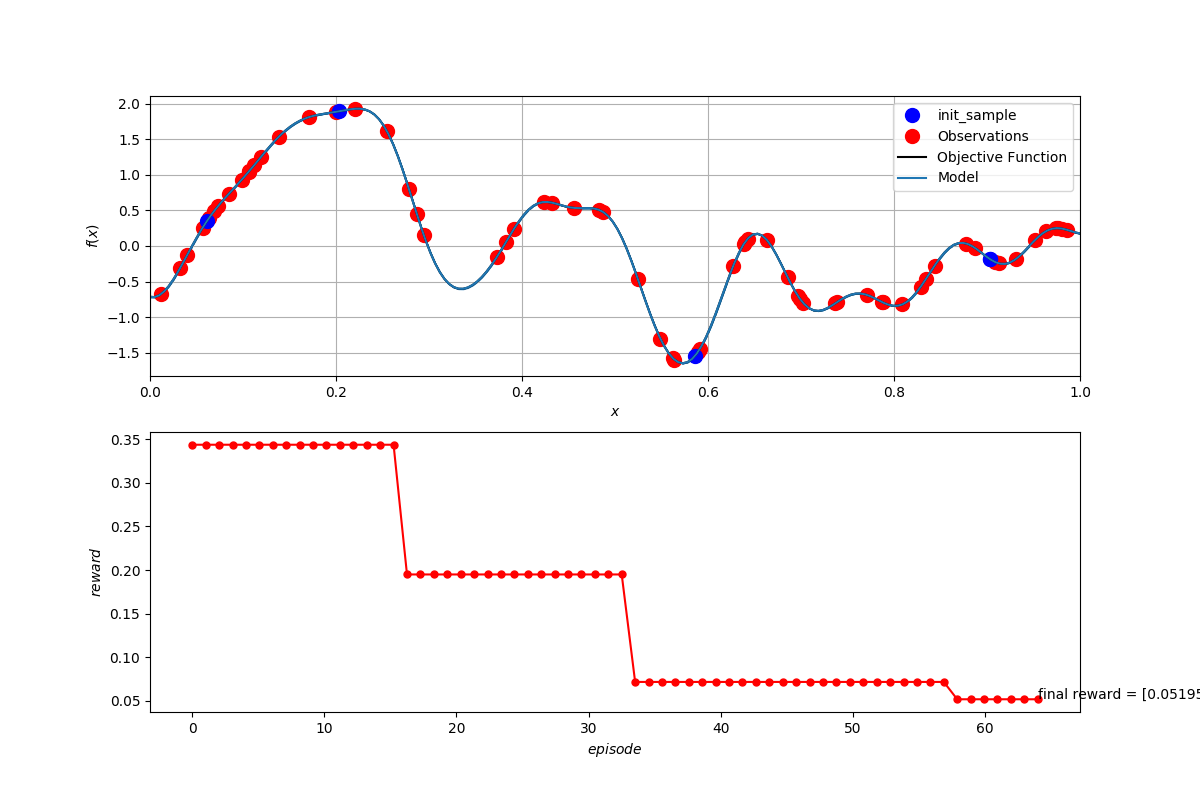 2.0
1.5
1.0
0.5
0.0
−0.5
−1.0
−1.5
f(x)
init_sample
Observations
Objective Function
Model
0.0 0.2 0.4 0.6 0.8 1.0
x
0.35
0.30
0.25
0.20
0.15
0.10
0.05
reward
final reward = [0.05195
0 10 20 30 40 50 60
episode